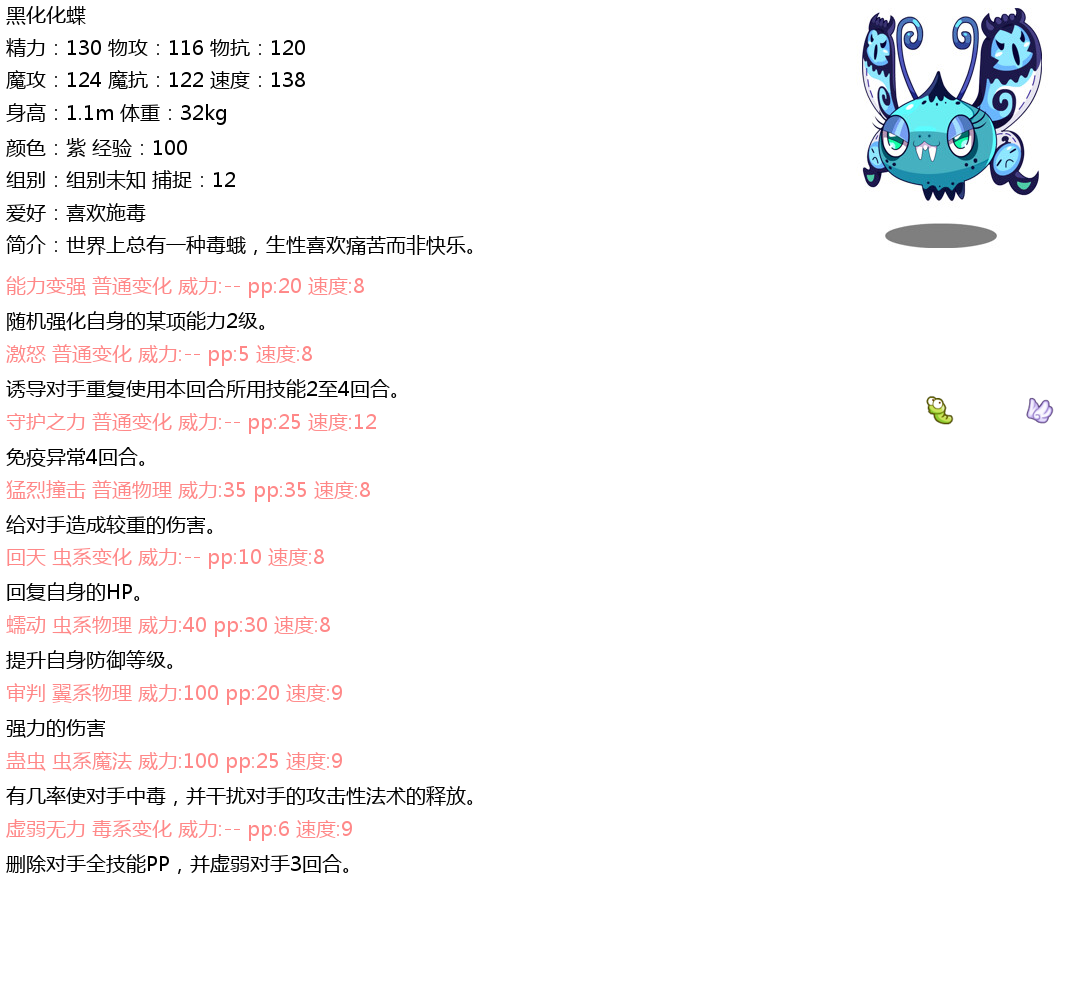 黑化化蝶
精力：130 物攻：116 物抗：120
魔攻：124 魔抗：122 速度：138
身高：1.1m 体重：32kg
颜色：紫 经验：100
组别：组别未知 捕捉：12
爱好：喜欢施毒
简介：世界上总有一种毒蛾，生性喜欢痛苦而非快乐。
能力变强 普通变化 威力:-- pp:20 速度:8
随机强化自身的某项能力2级。
激怒 普通变化 威力:-- pp:5 速度:8
诱导对手重复使用本回合所用技能2至4回合。
守护之力 普通变化 威力:-- pp:25 速度:12
免疫异常4回合。
猛烈撞击 普通物理 威力:35 pp:35 速度:8
给对手造成较重的伤害。
回天 虫系变化 威力:-- pp:10 速度:8
回复自身的HP。
蠕动 虫系物理 威力:40 pp:30 速度:8
提升自身防御等级。
审判 翼系物理 威力:100 pp:20 速度:9
强力的伤害
蛊虫 虫系魔法 威力:100 pp:25 速度:9
有几率使对手中毒，并干扰对手的攻击性法术的释放。
虚弱无力 毒系变化 威力:-- pp:6 速度:9
删除对手全技能PP，并虚弱对手3回合。